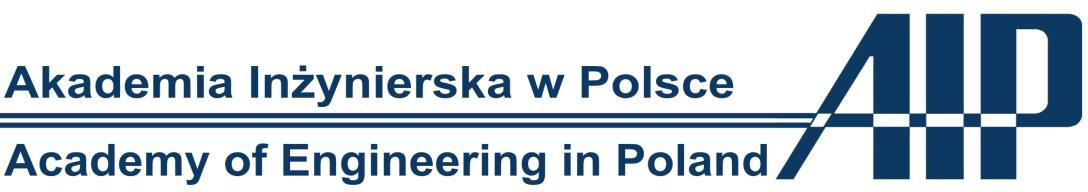 Akademia Inżynierska w Polsce
Academy of Engineering in Poland
AIP